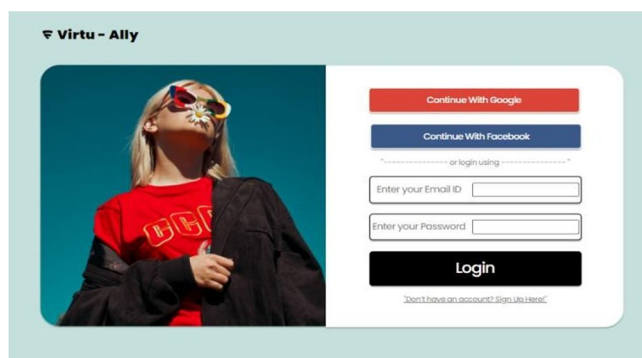 Virtu - Ally
Continue With Google
Continue With Facebook
"---------------- or login using ----------------"
Enter your Email ID
Enter your Password
Login
"Don't have an account? Sign Up Here!"